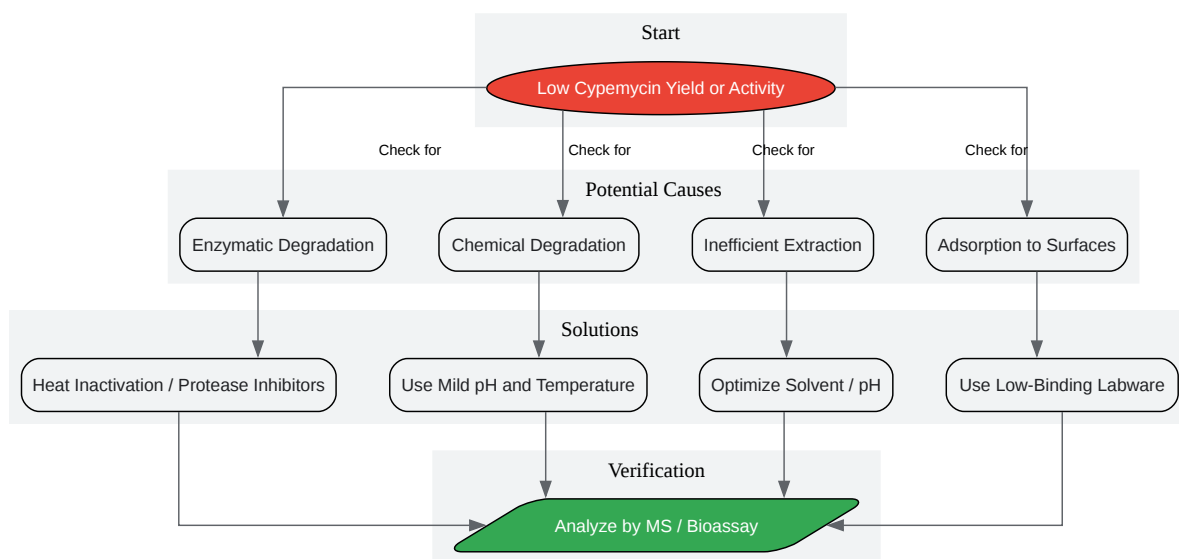 Start
Low Cypemycin Yield or Activity
Check for
Check for
Check for
Check for
Potential Causes
Enzymatic Degradation
Chemical Degradation
Inefficient Extraction
Adsorption to Surfaces
Solutions
Heat Inactivation / Protease Inhibitors
Use Mild pH and Temperature
Optimize Solvent / pH
Use Low-Binding Labware
Verification
Analyze by MS / Bioassay